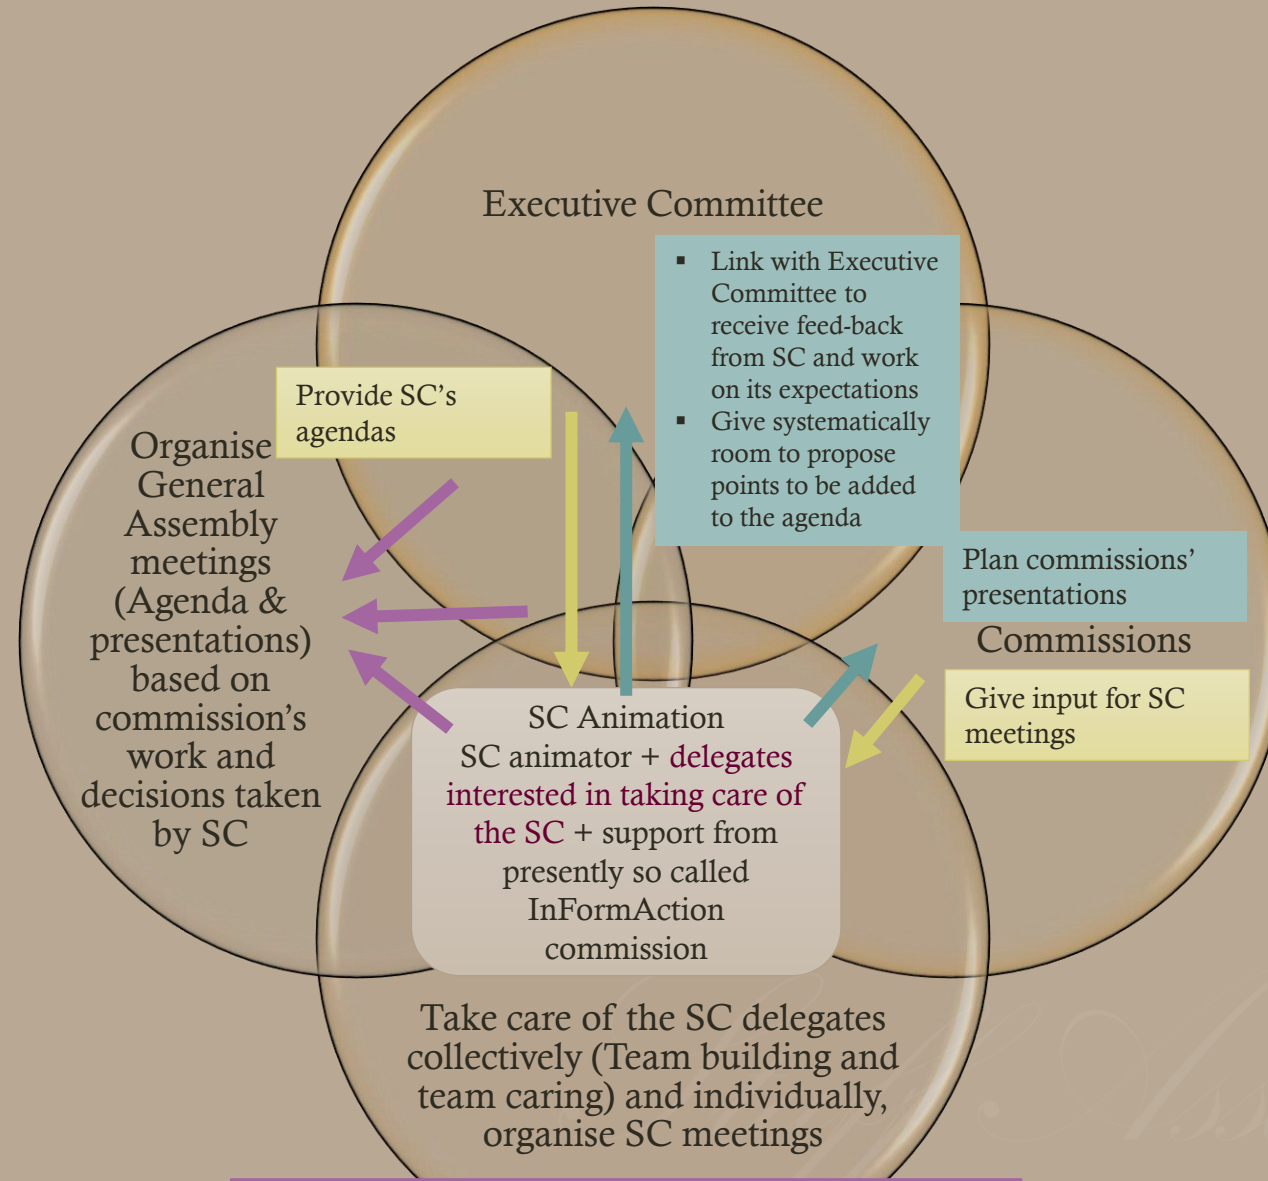 Executive Committee
▪ Link with Executive
Committee to
receive feed-back
from SC and work
on its expectations
▪ Give systematically
room to propose
points to be added
to the agenda
Provide SC’s
agendas
Organise
General
Assembly
meetings
(Agenda &
presentations)
based on
commission’s
work and
decisions taken
by SC
Plan commissions’
presentations
Commissions
Give input for SC
meetings
SC Animation
SC animator + delegates
interested in taking care of
the SC + support from
presently so called
InFormAction
commission
Take care of the SC delegates
collectively (Team building and
team caring) and individually,
organise SC meetings